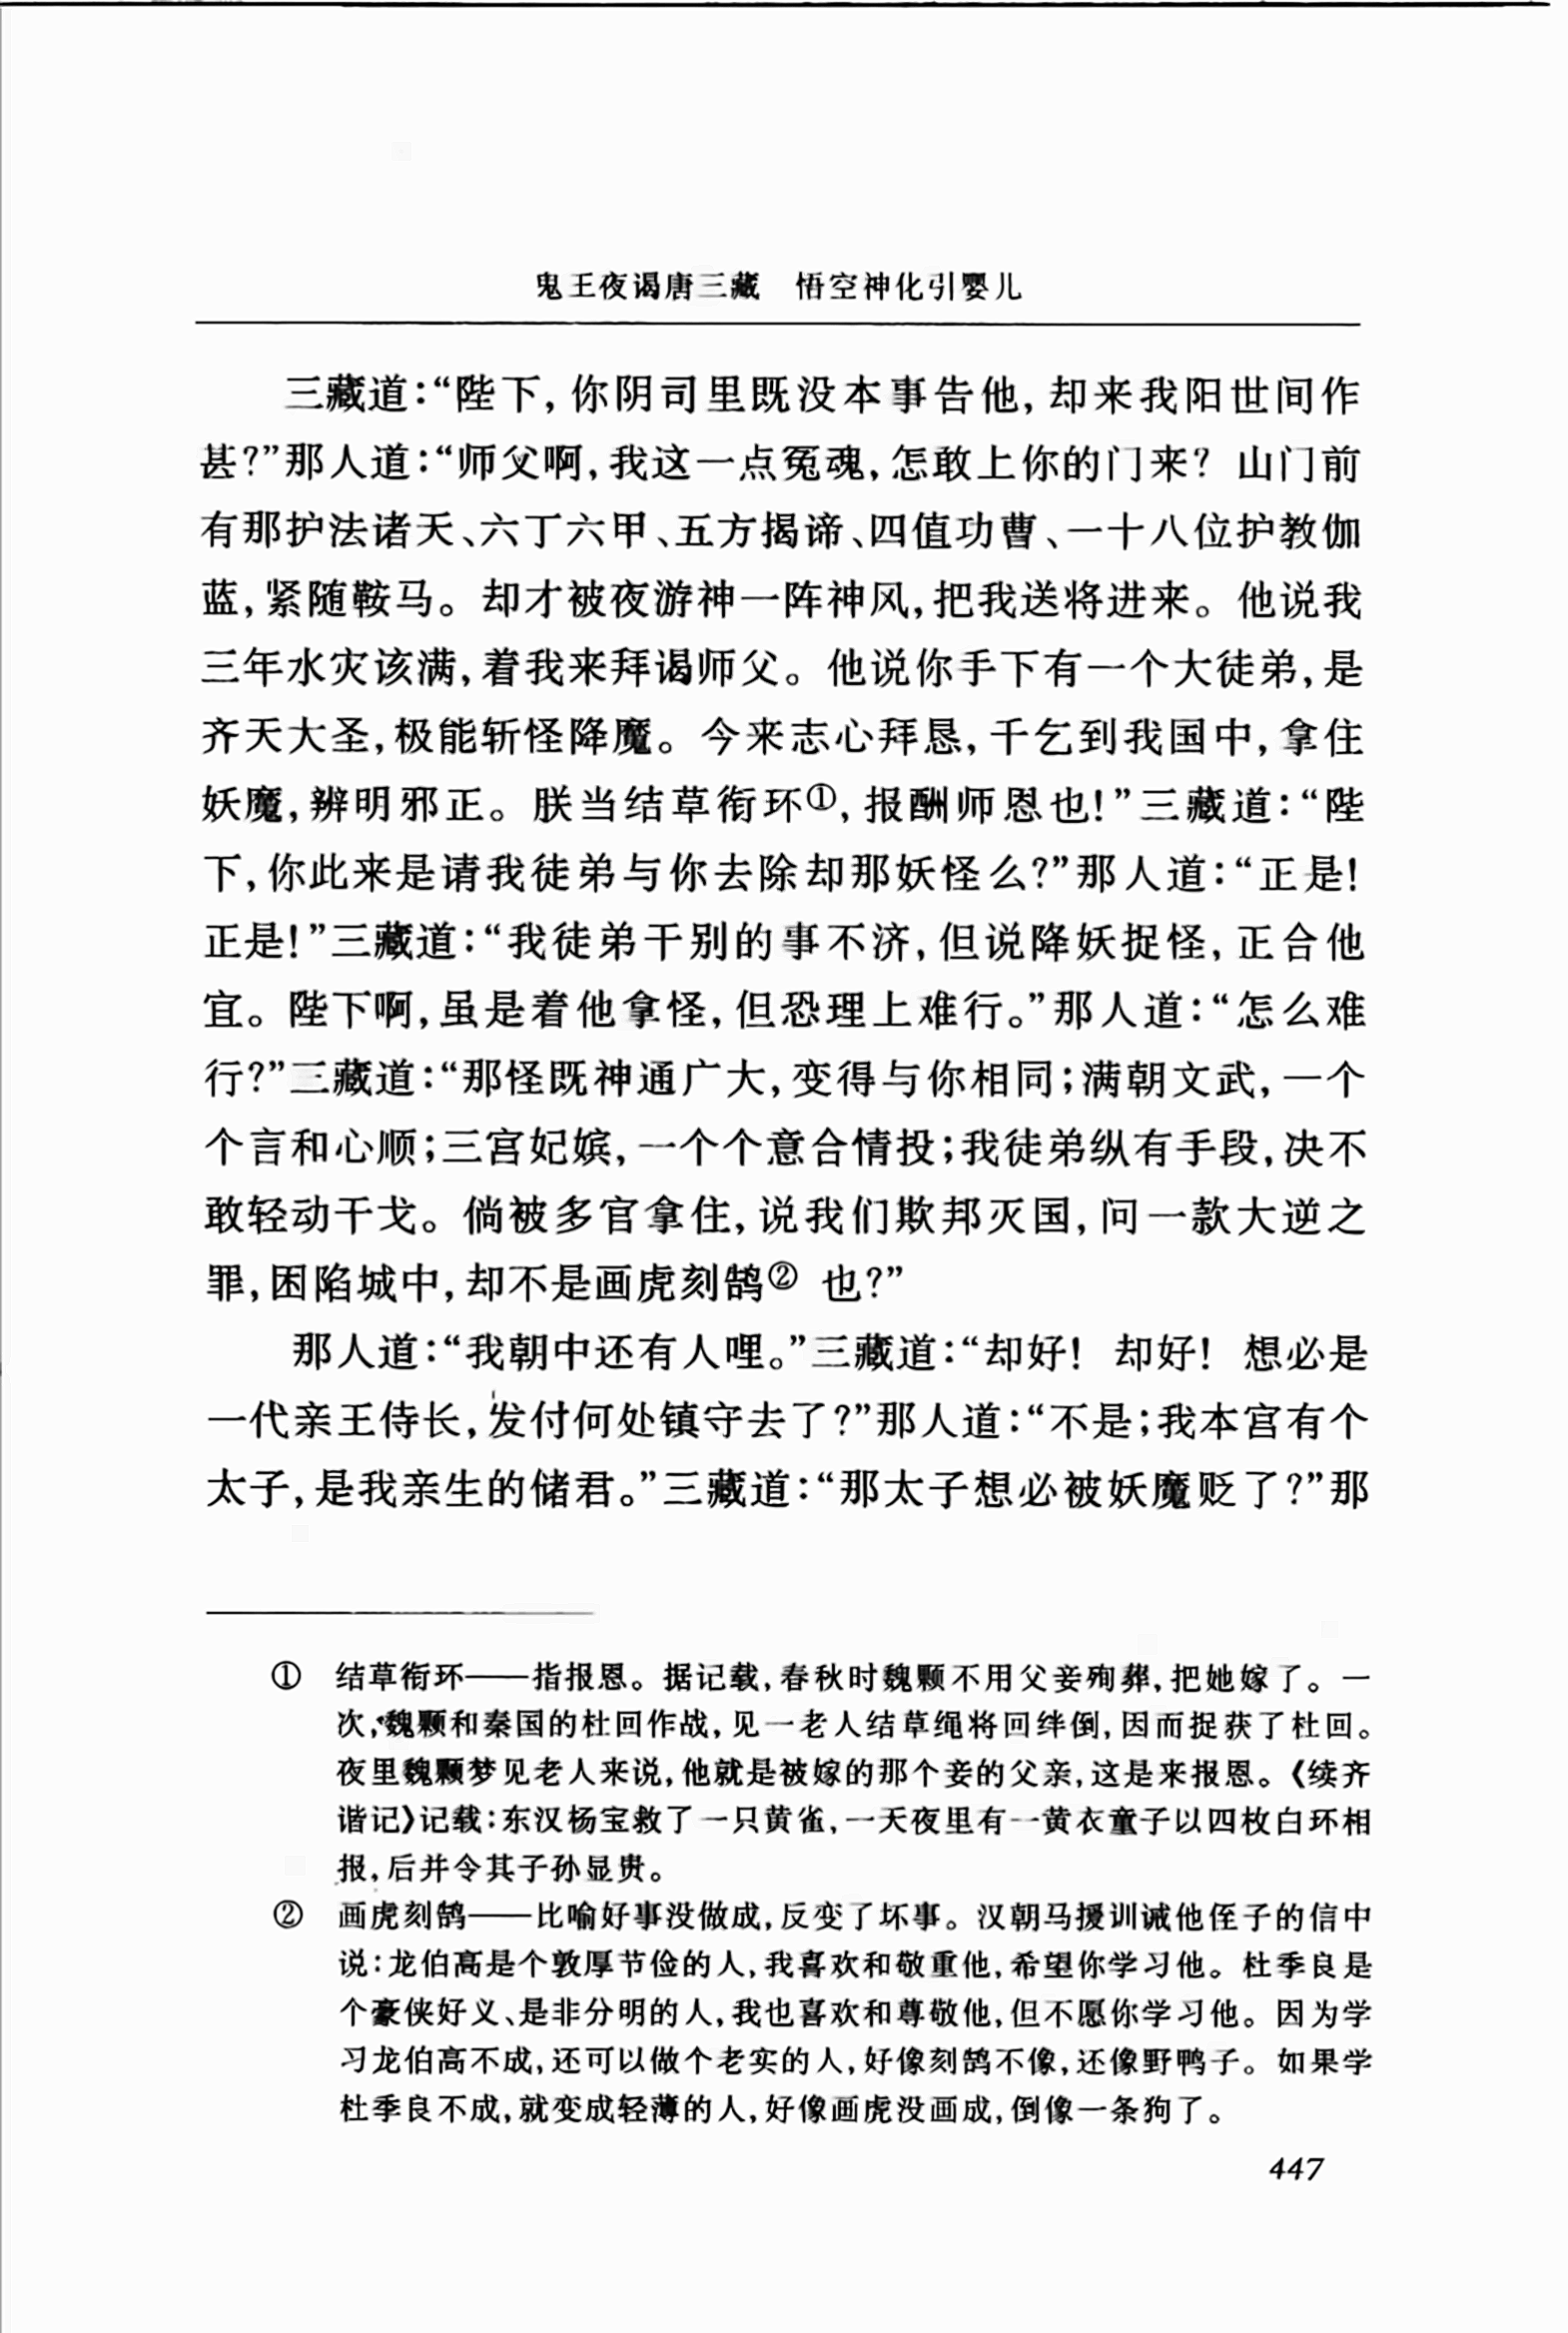 鬼王夜谒唐三藏 悟空神化引婴儿
三藏道:“陛下,你阴司里既没本事告他,却来我阳世间作
甚?”那人道:“师父啊,我这一点冤魂,怎敢上你的门来? 山门前
有那护法诸天、六丁六甲、五方揭谛、四值功曹、一十八位护教伽
蓝,紧随鞍马。却才被夜游神一阵神风,把我送将进来。他说我
三年水灾该满,着我来拜谒师父。他说你手下有一个大徒弟,是
齐天大圣,极能斩怪降魔。今来志心拜恳,千乞到我国中,拿住
妖魔,辨明邪正。朕当结草衔环①,报酬师恩也!”三藏道:“陛
下,你此来是请我徒弟与你去除却那妖怪么?”那人道:“正是!
正是!”三藏道:“我徒弟干别的事不济,但说降妖捉怪,正合他
宜。陛下啊,虽是着他拿怪,但恐理上难行。”那人道:“怎么难
行?”三藏道:“那怪既神通广大,变得与你相同;满朝文武,一个
个言和心顺;三宫妃嫔,一个个意合情投;我徒弟纵有手段,决不
敢轻动干戈。倘被多官拿住,说我们欺邦灭国,问一款大逆之
罪,困陷城中,却不是画虎刻鹄② 也?”
那人道:“我朝中还有人哩。”三藏道:“却好! 却好! 想必是
一代亲王侍长,发付何处镇守去了?”那人道:“不是;我本宫有个
太子,是我亲生的储君。”三藏道:“那太子想必被妖魔贬了?”那
① 结草衔环——指报恩。据记载,春秋时魏颗不用父妾殉葬,把她嫁了。一
次,魏颗和秦国的杜回作战,见一老人结草绳将回绊倒,因而捉获了杜回。
夜里魏颗梦见老人来说,他就是被嫁的那个妾的父亲,这是来报恩。《续齐
谐记》记载:东汉杨宝救了一只黄雀,一天夜里有一黄衣童子以四枚白环相
报,后并令其子孙显贵。
② 画虎刻鹄——比喻好事没做成,反变了坏事。汉朝马援训诫他侄子的信中
说:龙伯高是个敦厚节俭的人,我喜欢和敬重他,希望你学习他。杜季良是
个豪侠好义、是非分明的人,我也喜欢和尊敬他,但不愿你学习他。因为学
习龙伯高不成,还可以做个老实的人,好像刻鹄不像,还像野鸭子。如果学
杜季良不成,就变成轻薄的人,好像画虎没画成,倒像一条狗了。
447